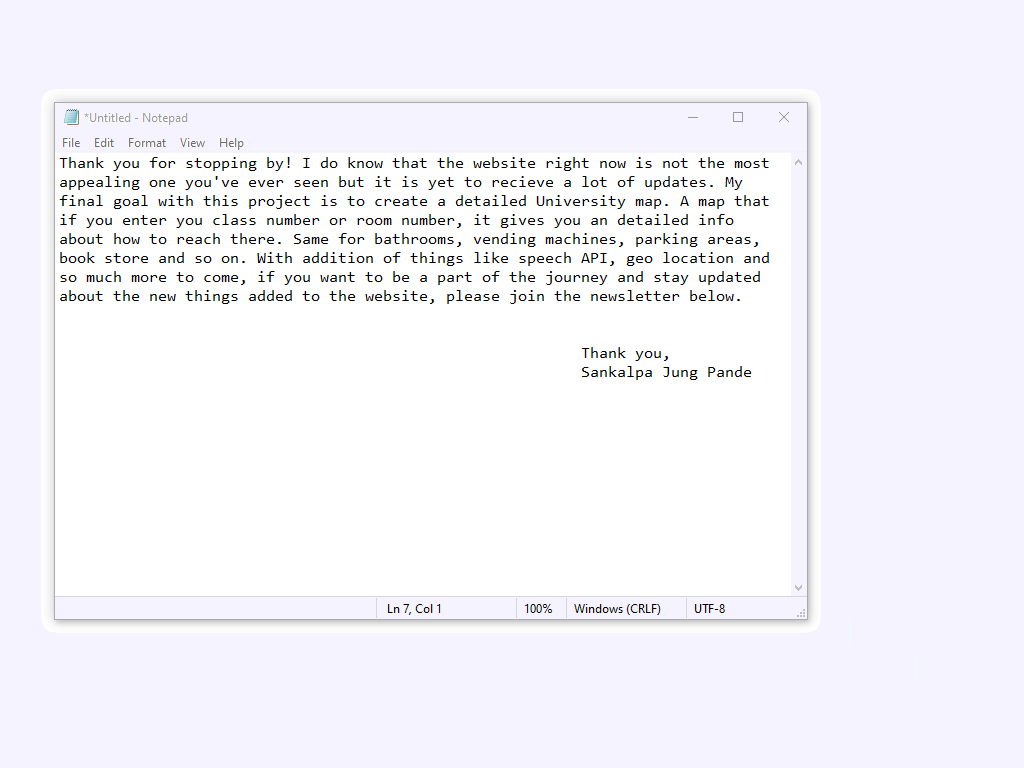 *Untitled - Notepad
File Edit Format View Help
Thank you for stopping by! I do know that the website right now is not the most
appealing one you've ever seen but it is yet to recieve a lot of updates. My
final goal with this project is to create a detailed University map. A map that
if you enter you class number or room number, it gives you an detailed info
about how to reach there. Same for bathrooms, vending machines, parking areas,
book store and so on. With addition of things like speech API, geo location and
so much more to come, if you want to be a part of the journey and stay updated
about the new things added to the website, please join the newsletter below.
Thank you,
Sankalpa Jung Pande
Ln 7, Col 1 100% Windows (CRLF) UTF-8